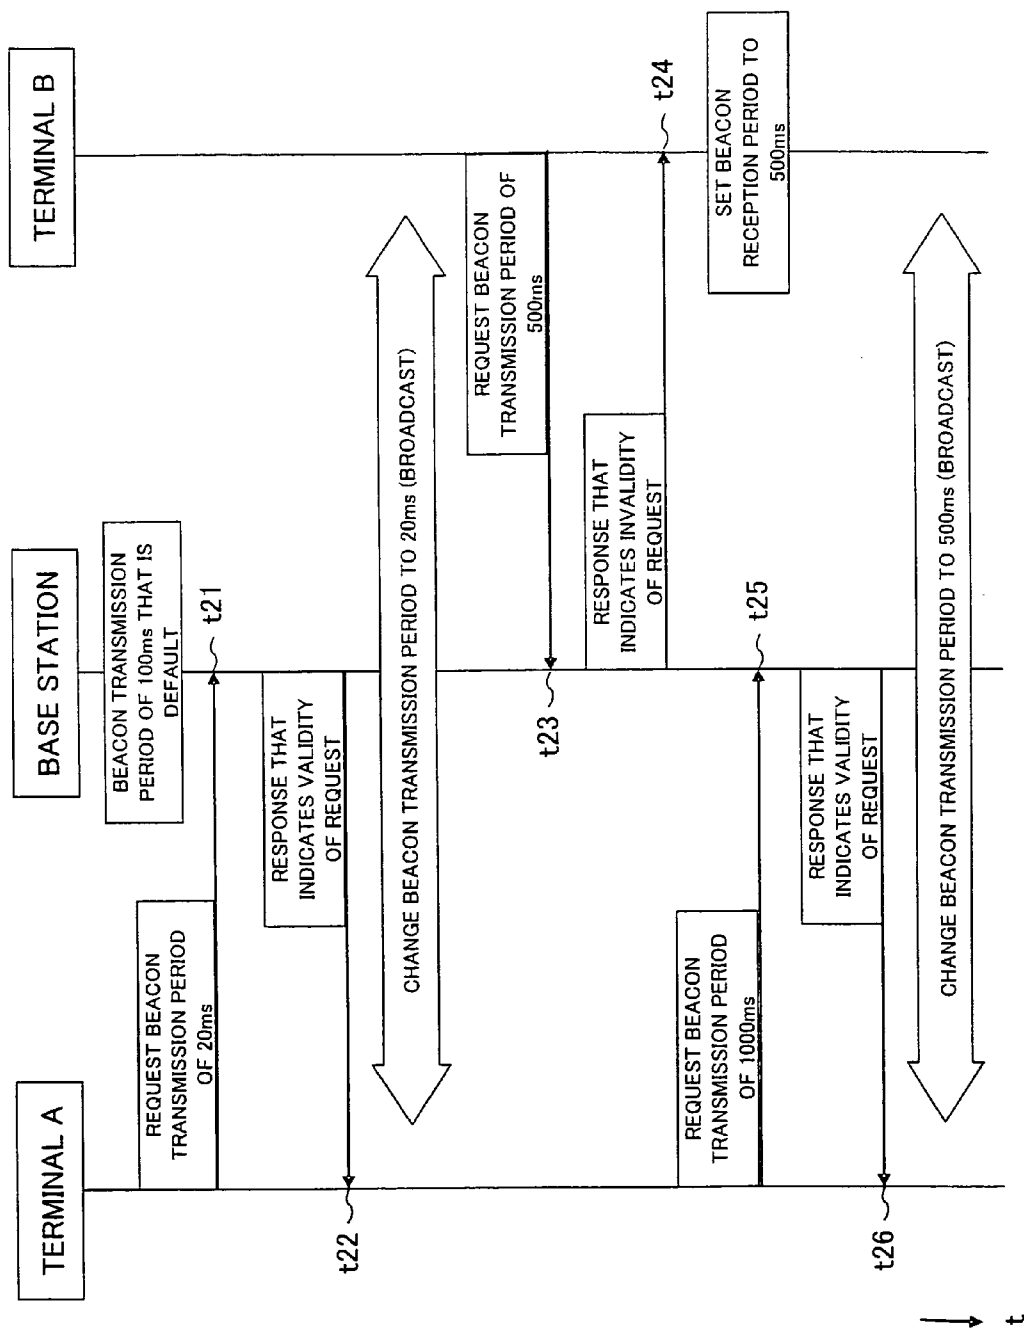 TERMINAL A
BASE STATION
TERMINAL B
BEACON TRANSMISSION
PERIOD OF 100ms THAT IS
DEFAULT
REQUEST BEACON
TRANSMISSION PERIOD
OF 20ms
t21
RESPONSE THAT
INDICATES VALIDITY
OF REQUEST
t22
CHANGE BEACON TRANSMISSION PERIOD TO 20ms (BROADCAST)
REQUEST BEACON
TRANSMISSION PERIOD OF
500ms
t23
RESPONSE THAT
INDICATES INVALIDITY
OF REQUEST
t24
REQUEST BEACON
TRANSMISSION PERIOD
OF 1000ms
t25
SET BEACON
RECEPTION PERIOD TO
500ms
RESPONSE THAT
INDICATES VALIDITY
OF REQUEST
t26
CHANGE BEACON TRANSMISSION PERIOD TO 500ms (BROADCAST)
t